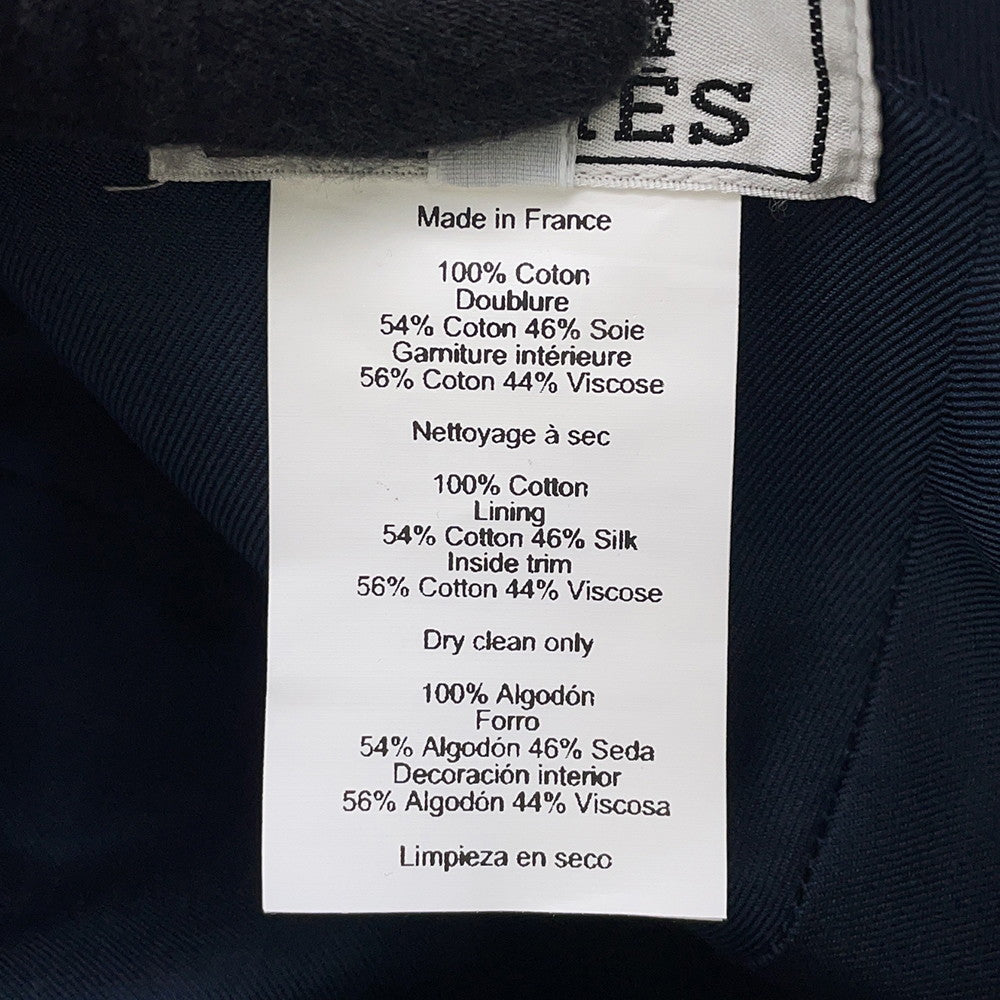 ES
Made in France
100% Coton
Doublure
54% Coton 46% Soie
Garniture intérieure
56% Coton 44% Viscose
Nettoyage à sec
100% Cotton
Lining
54% Cotton 46% Silk
Inside trim
56% Cotton 44% Viscose
Dry clean only
100% Algodón
Forro
54% Algodón 46% Seda
Decoración interior
56% Algodón 44% Viscosa
Limpieza en seco